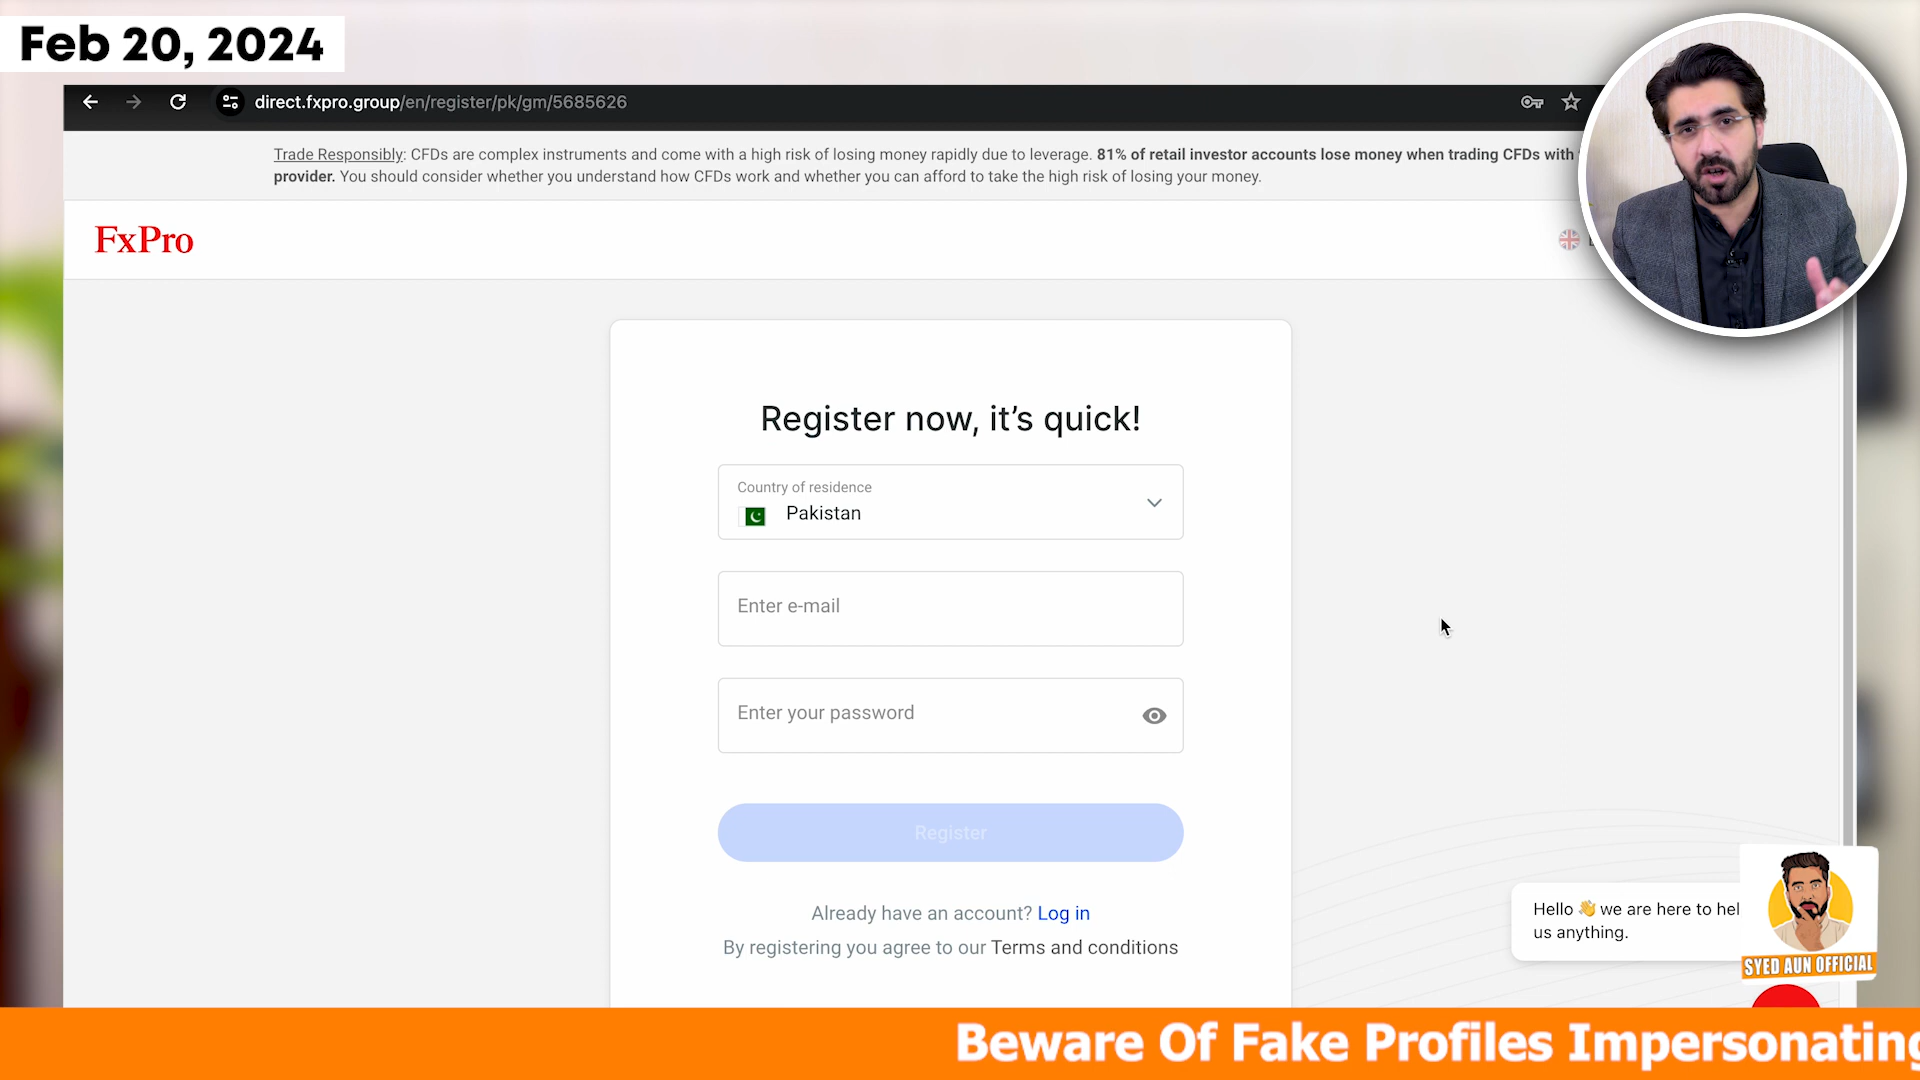 Feb 20, 2024
direct.fxpro.group/en/register/pk/gm/5685626
Trade Responsibly: CFDs are complex instruments and come with a high risk of losing money rapidly due to leverage. 81% of retail investor accounts lose money when trading CFDs with
provider. You should consider whether you understand how CFDs work and whether you can afford to take the high risk of losing your money.
FxPro
Register now, it's quick!
Country of residence
Pakistan
Enter e-mail
Enter your password
Register
Already have an account? Log in
By registering you agree to our Terms and conditions
Hello 👋 we are here to hel
us anything.
SYED AUN OFFICIAL
Beware Of Fake Profiles Impersonating